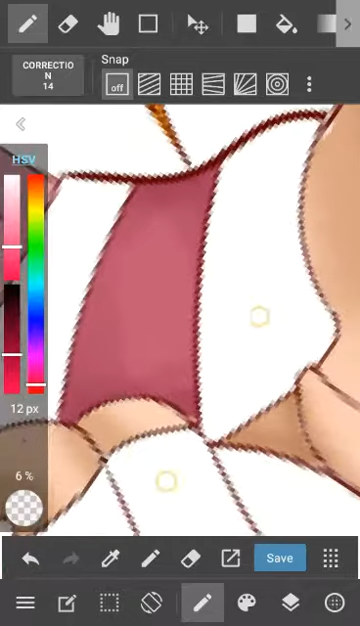 CORRECTIO
N
14
Snap
off
HSV
12 px
6 %
Save